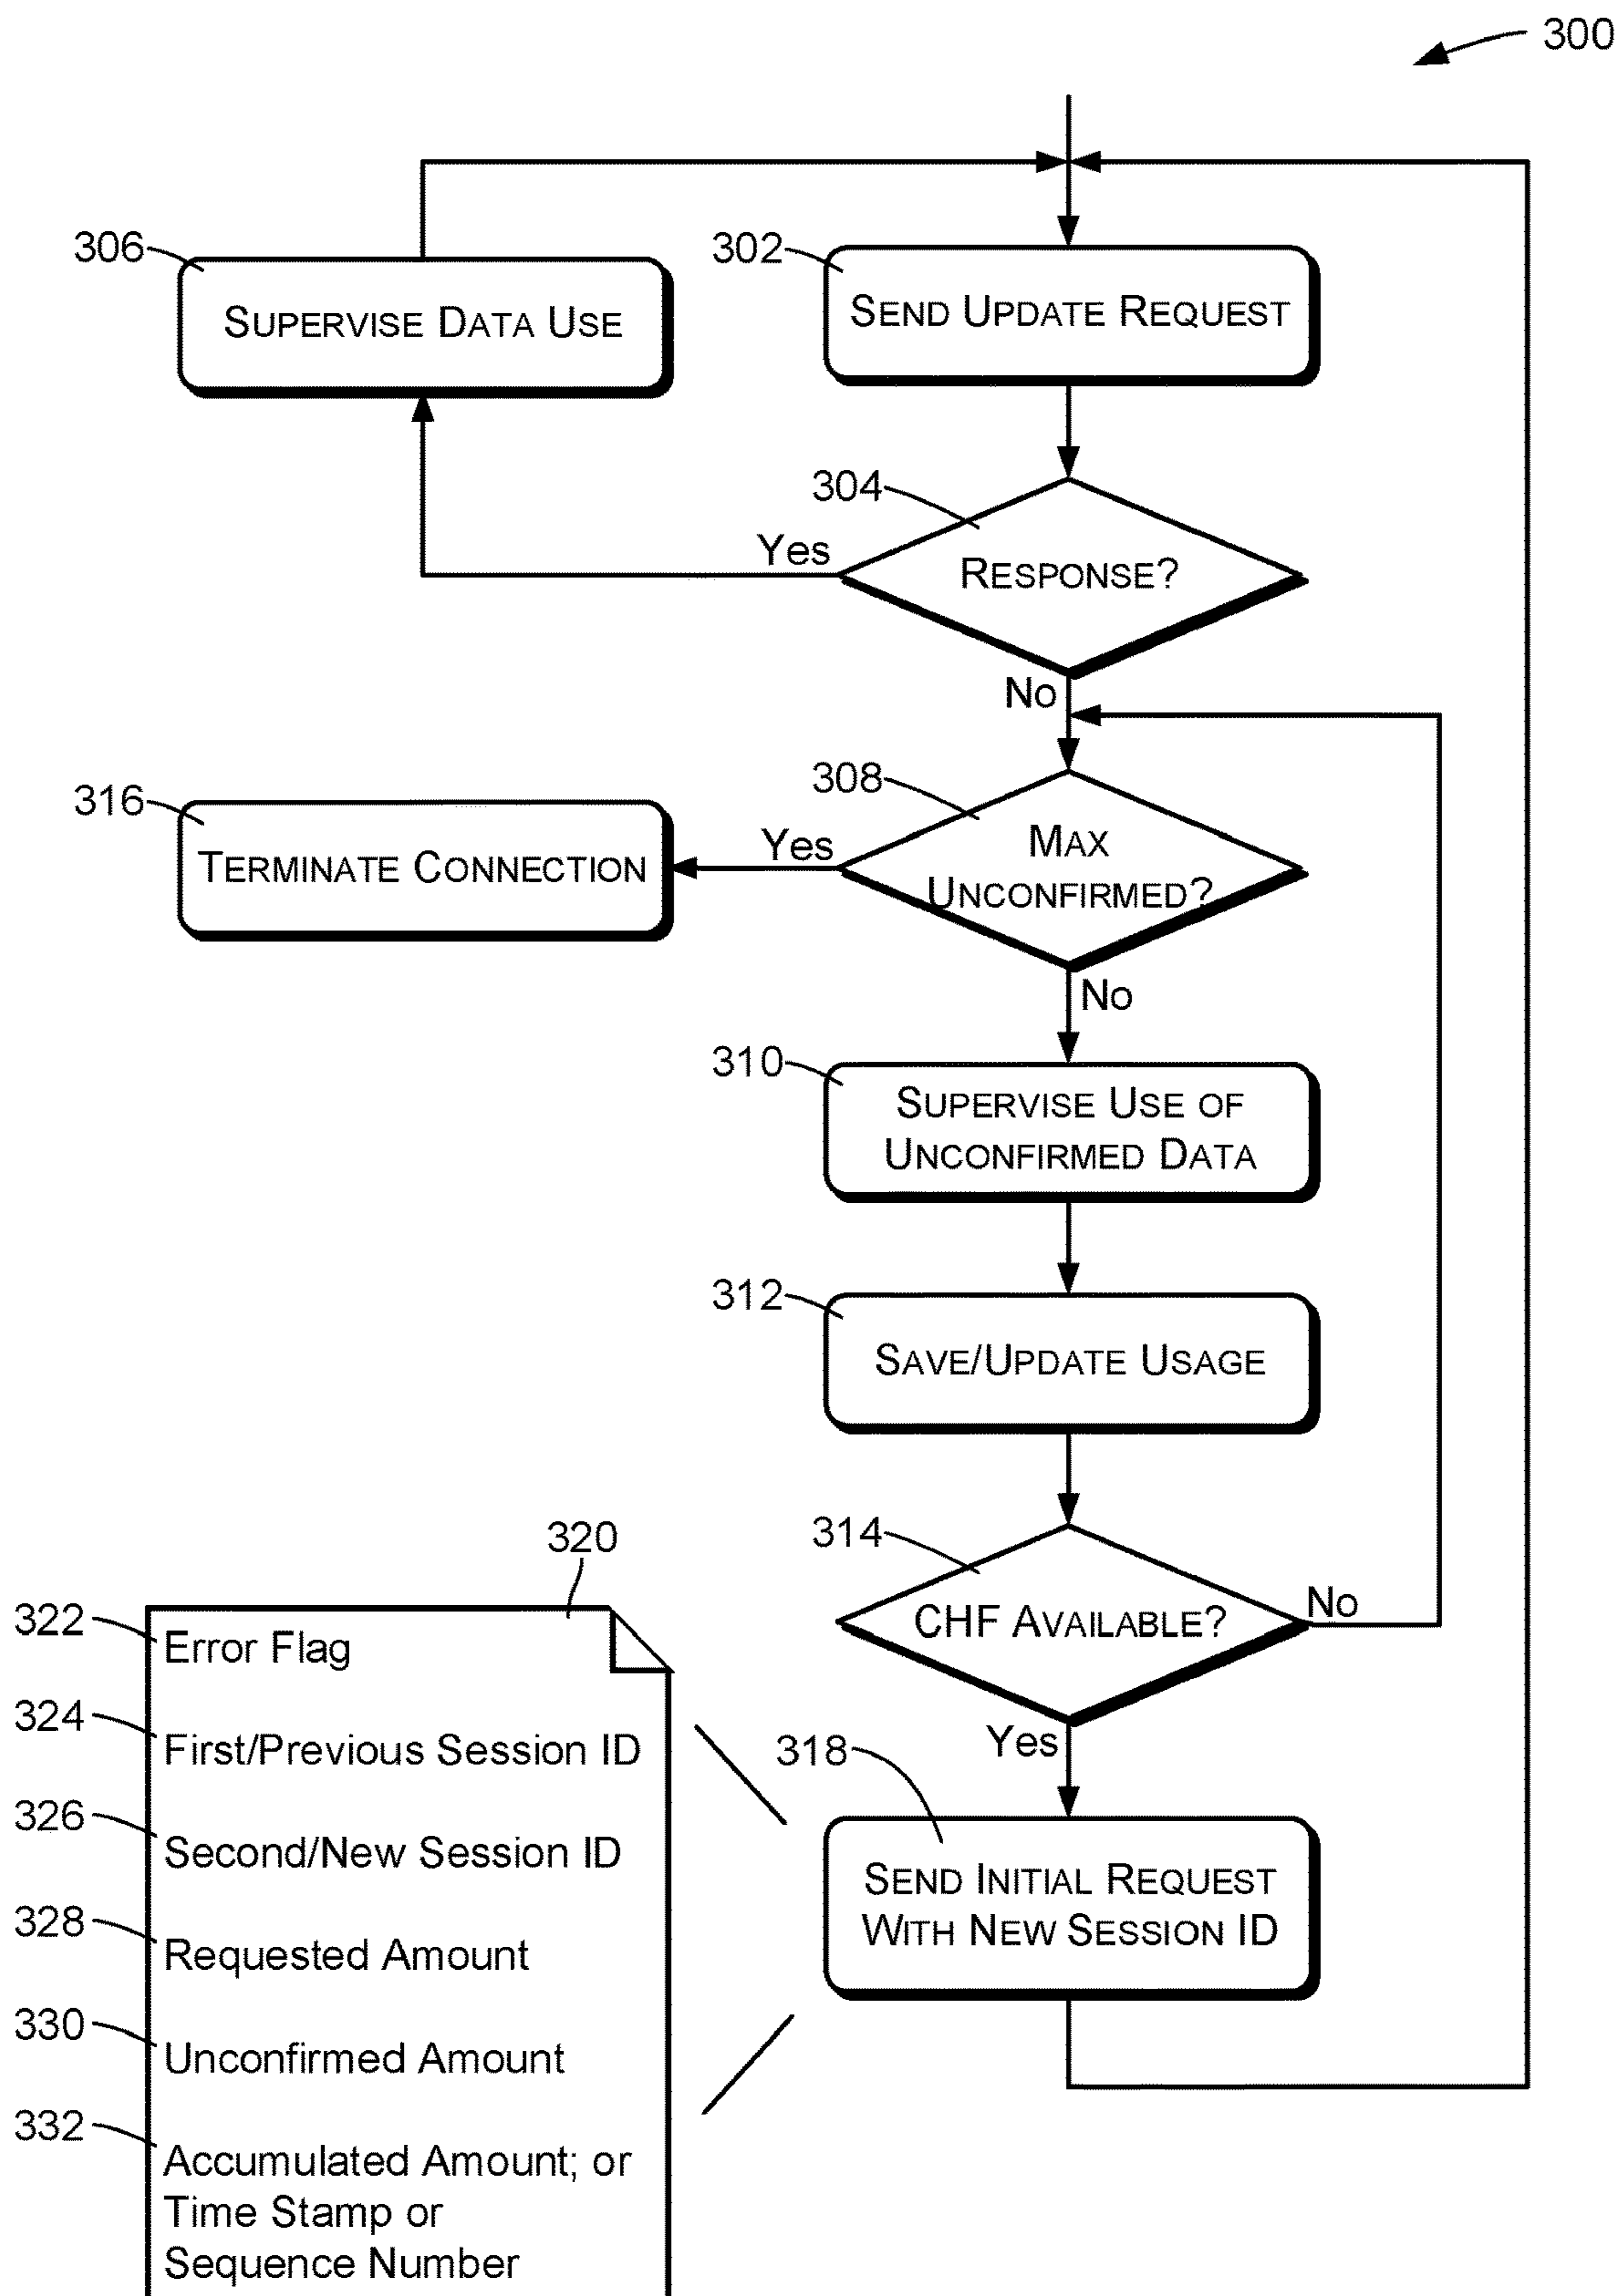 300
306
SUPERVISE DATA USE
302
SEND UPDATE REQUEST
304
RESPONSE?
Yes
No
308
MAX
UNCONFIRMED?
Yes
No
316
TERMINATE CONNECTION
310
SUPERVISE USE OF
UNCONFIRMED DATA
312
SAVE/UPDATE USAGE
314
CHF AVAILABLE?
No
Yes
318
SEND INITIAL REQUEST
WITH NEW SESSION ID
320
322
Error Flag
324
First/Previous Session ID
326
Second/New Session ID
328
Requested Amount
330
Unconfirmed Amount
332
Accumulated Amount; or
Time Stamp or
Sequence Number